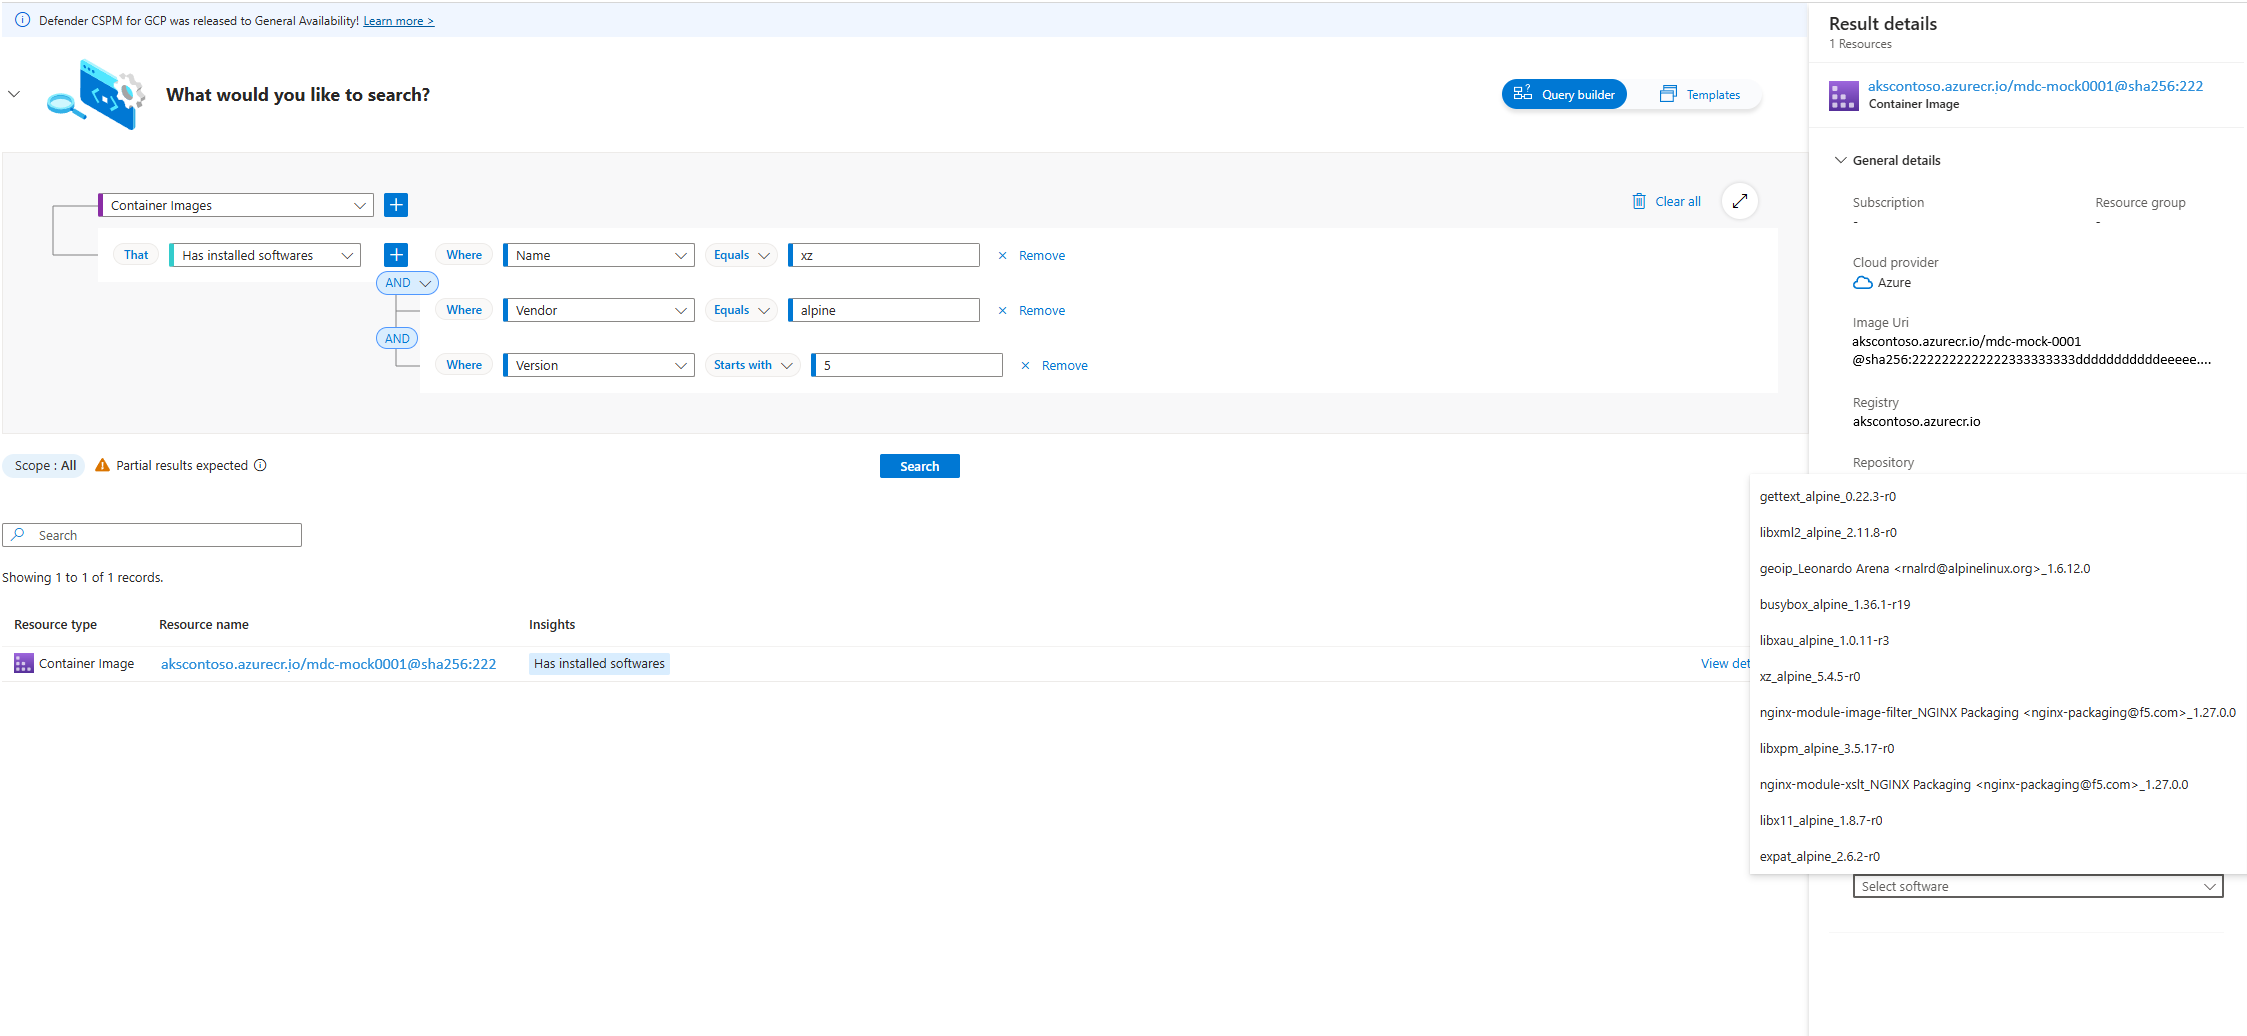 Defender CSPM for GCP was released to General Availability! Learn more >
What would you like to search?
Query builder
Templates
Container Images
Clear all
That
Has installed softwares
Where
Name
Equals
xz
Remove
AND
Where
Vendor
Equals
alpine
Remove
AND
Where
Version
Starts with
5
Remove
Scope : All
Partial results expected
Search
Search
Showing 1 to 1 of 1 records.
Resource type
Resource name
Insights
Container Image
akscontoso.azurecr.io/mdc-mock0001@sha256:222
Has installed softwares
View det
Result details
1 Resources
akscontoso.azurecr.io/mdc-mock0001@sha256:222
Container Image
General details
Subscription
-
Resource group
-
Cloud provider
Azure
Image Uri
akscontoso.azurecr.io/mdc-mock-0001
@sha256:2222222222222333333333dddddddddddeeeee....
Registry
akscontoso.azurecr.io
Repository
gettext_alpine_0.22.3-r0
libxml2_alpine_2.11.8-r0
geoip_Leonardo Arena <rnalrd@alpinelinux.org>_1.6.12.0
busybox_alpine_1.36.1-r19
libxau_alpine_1.0.11-r3
xz_alpine_5.4.5-r0
nginx-module-image-filter_NGINX Packaging <nginx-packaging@f5.com>_1.27.0.0
libxpm_alpine_3.5.17-r0
nginx-module-xslt_NGINX Packaging <nginx-packaging@f5.com>_1.27.0.0
libx11_alpine_1.8.7-r0
expat_alpine_2.6.2-r0
Select software